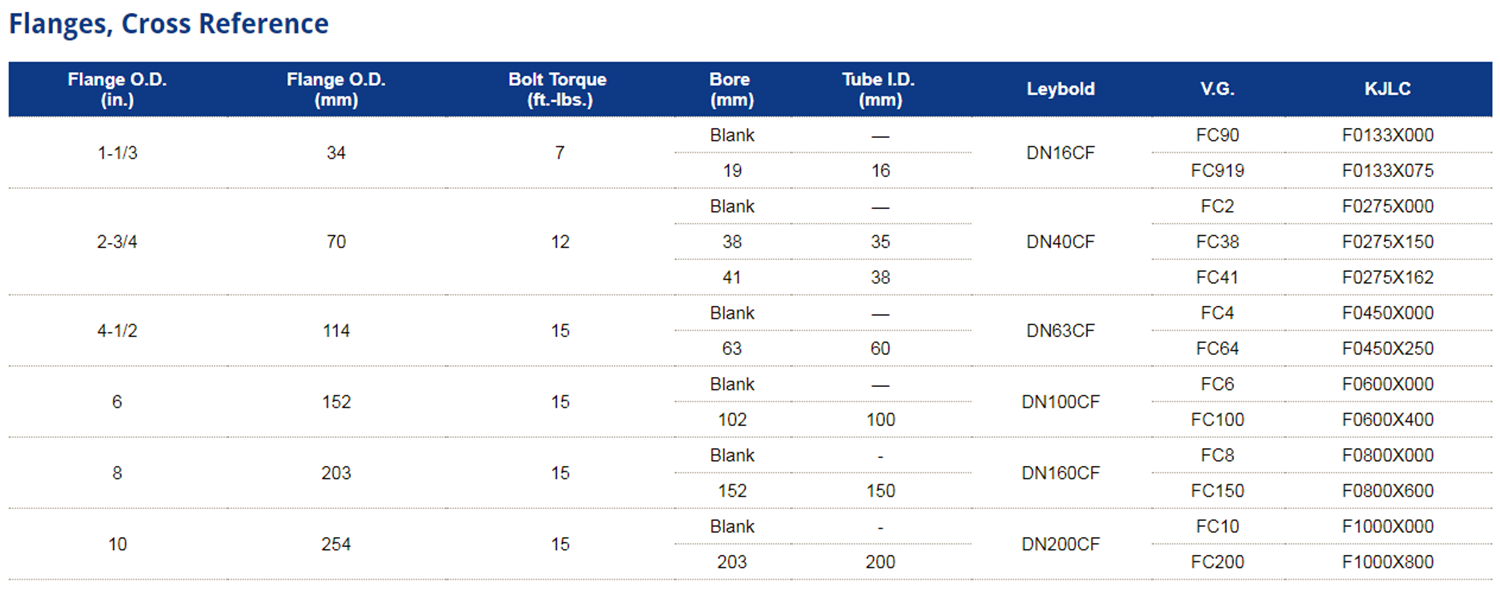 Flanges, Cross Reference
Flange O.D. (in.) Flange O.D. (mm) Bolt Torque (ft.-lbs.) Bore (mm) Tube I.D. (mm) Leybold V.G. KJLC
1-1/3 34 7 Blank — DN16CF FC90 F0133X000
19 16 FC919 F0133X075
2-3/4 70 12 Blank — DN40CF FC2 F0275X000
38 35 FC38 F0275X150
41 38 FC41 F0275X162
4-1/2 114 15 Blank — DN63CF FC4 F0450X000
63 60 FC64 F0450X250
6 152 15 Blank — DN100CF FC6 F0600X000
102 100 FC100 F0600X400
8 203 15 Blank - DN160CF FC8 F0800X000
152 150 FC150 F0800X600
10 254 15 Blank - DN200CF FC10 F1000X000
203 200 FC200 F1000X800